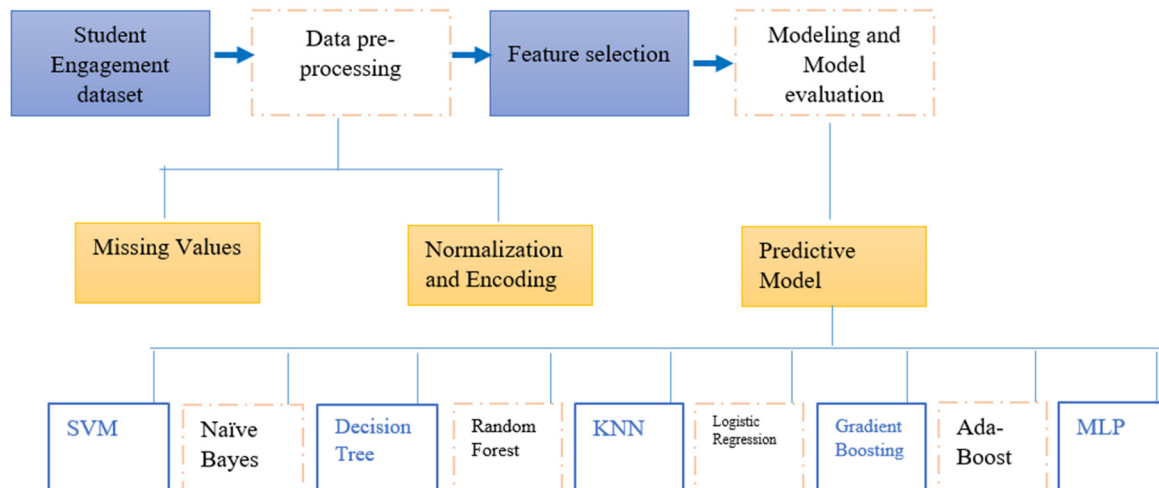 Student
Engagement
dataset
Data pre-
processing
Feature selection
Modeling and
Model
evaluation
Missing Values
Normalization
and Encoding
Predictive
Model
SVM
Naïve
Bayes
Decision
Tree
Random
Forest
KNN
Logistic
Regression
Gradient
Boosting
Ada-
Boost
MLP